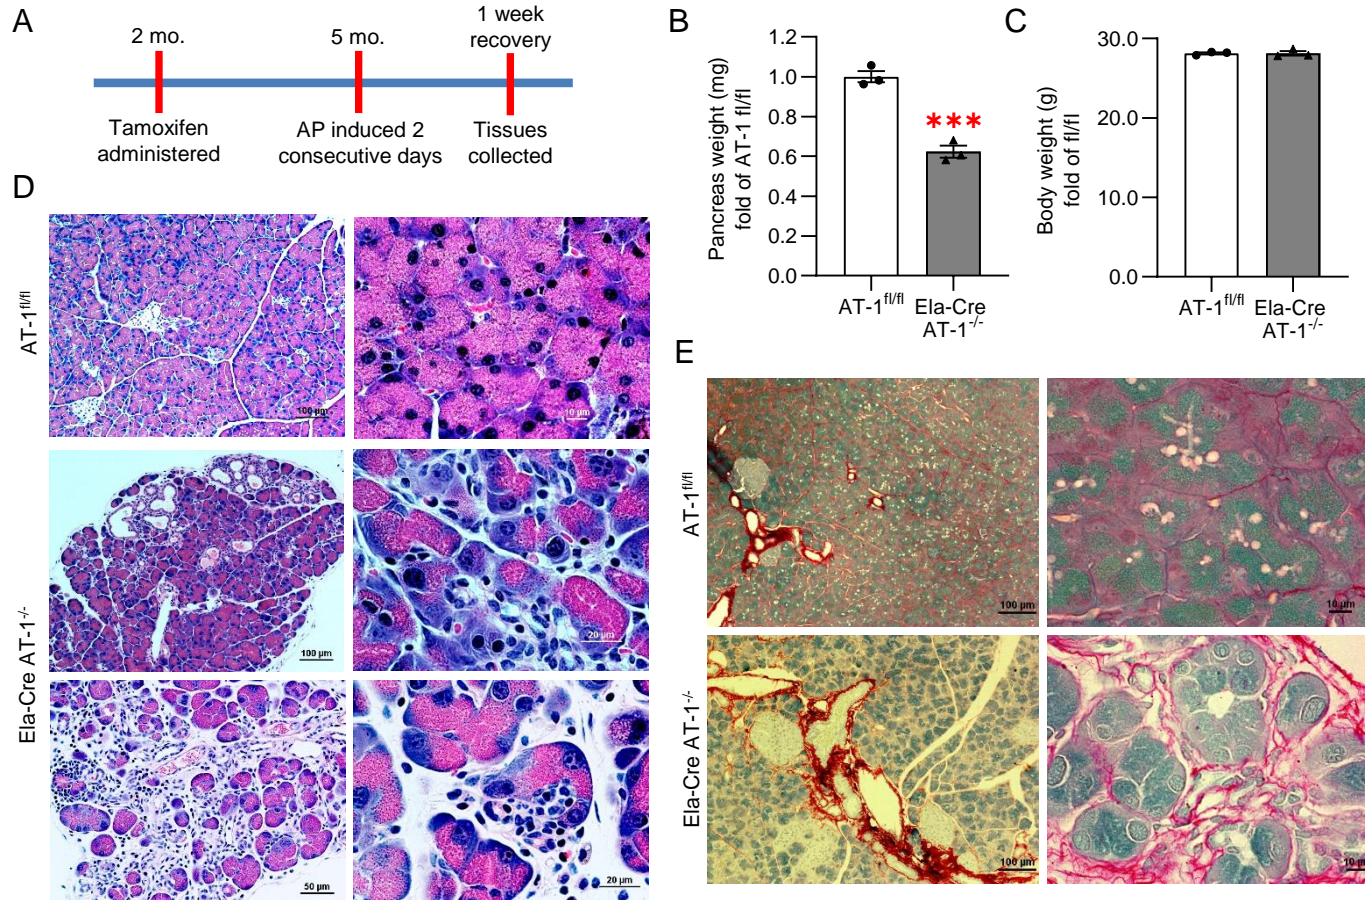 A
2 mo.
5 mo.
1 week
recovery
Tamoxifen
administered
AP induced 2
consecutive days
Tissues
collected
B
Pancreas weight (mg)
fold of AT-1 fl/fl
1.2
1.0
0.8
0.6
0.4
0.2
0.0
***
AT-1fl/fl
Ela-Cre
AT-1-/-
C
Body weight (g)
fold of fl/fl
30.0
20.0
10.0
0.0
AT-1fl/fl
Ela-Cre
AT-1-/-
D
AT-1fl/fl
100 µm
10 µm
Ela-Cre AT-1-/-
100 µm
20 µm
50 µm
20 µm
E
AT-1fl/fl
100 µm
10 µm
Ela-Cre AT-1-/-
100 µm
10 µ